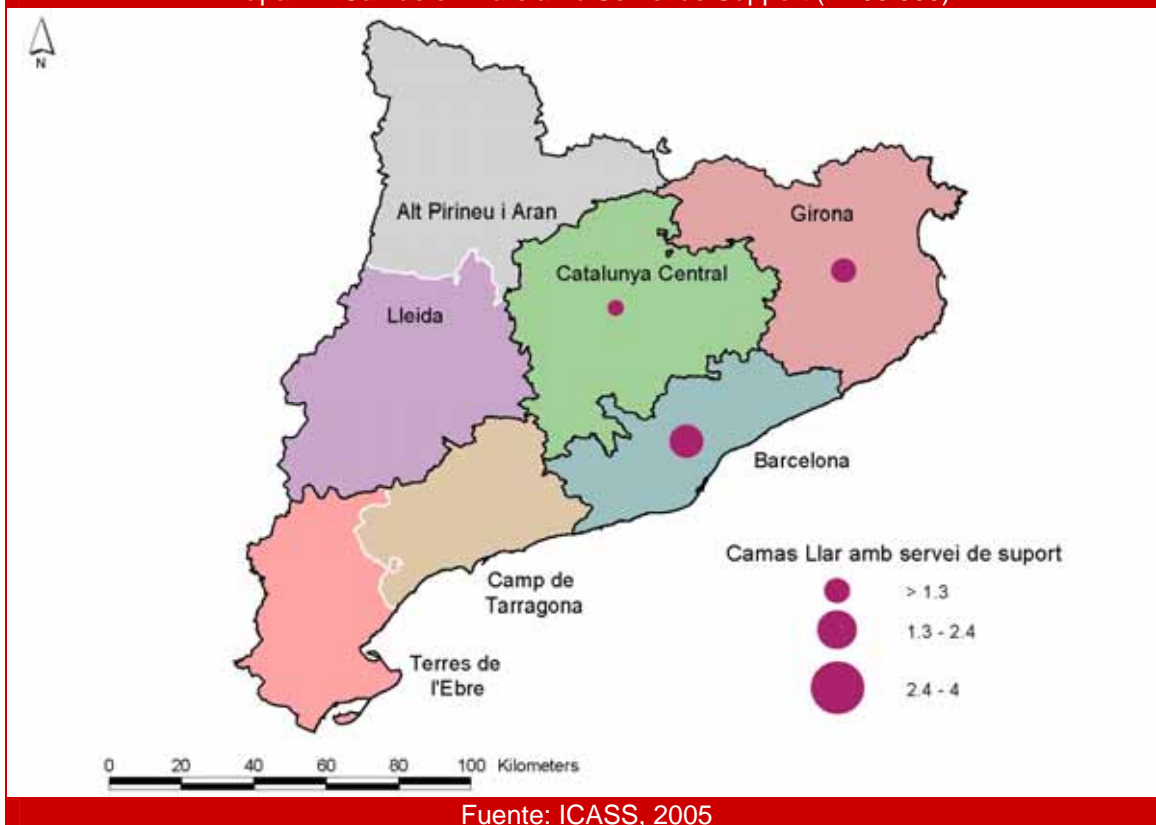 N
Alt Pirineu i Aran
Girona
Catalunya Central
Lleida
Barcelona
Camas Llar amb servei de suport
> 1.3
1.3 - 2.4
2.4 - 4
Camp de
Tarragona
Terres de
l'Ebre
0 20 40 60 80 100 Kilometers
Fuente: ICASS, 2005